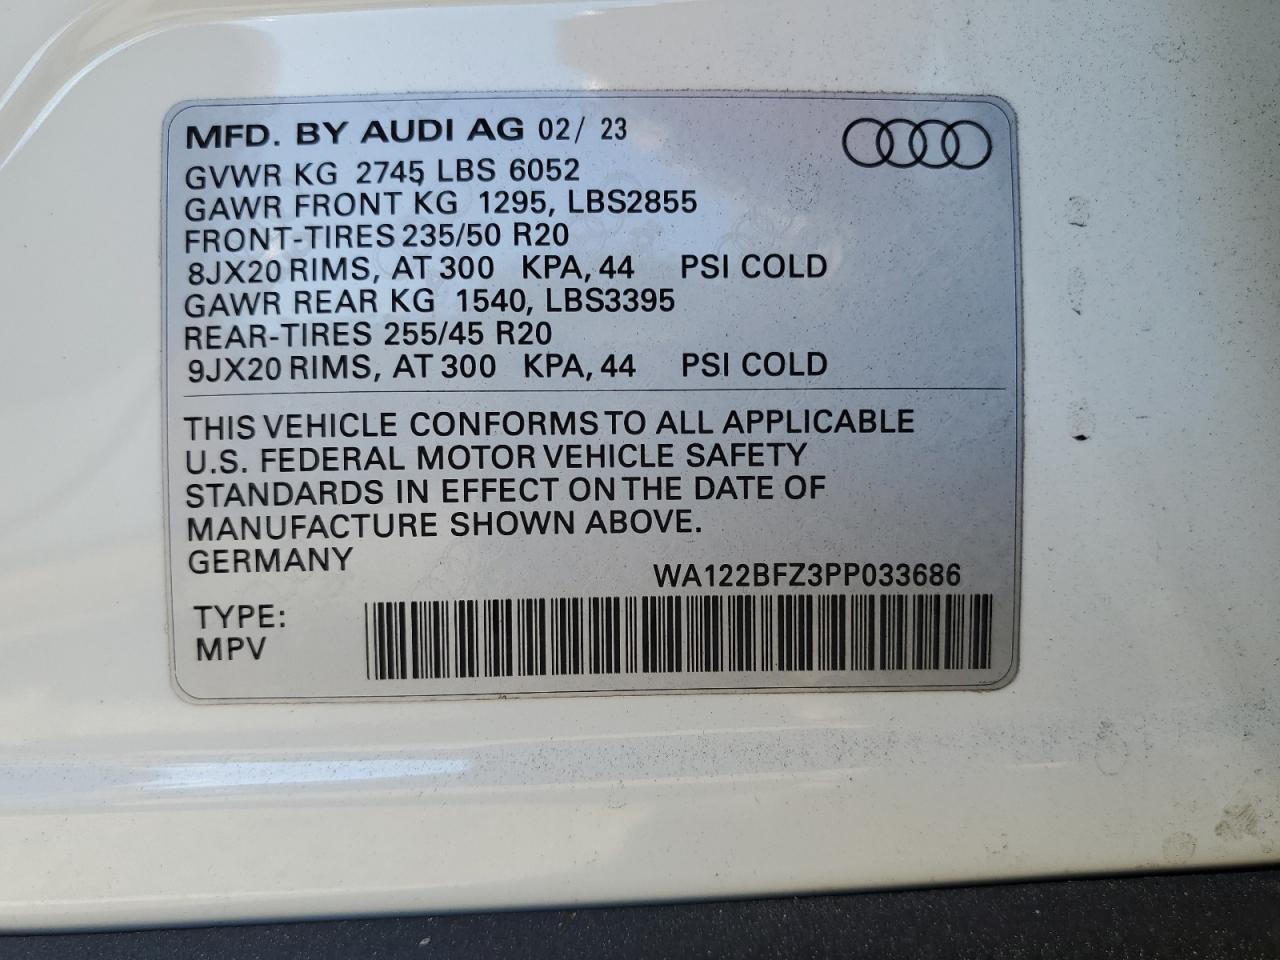 MFD. BY AUDI AG 02/ 23
GVWR KG 2745 LBS 6052
GAWR FRONT KG 1295, LBS2855
FRONT-TIRES 235/50 R20
8JX20 RIMS, AT 300 KPA, 44 PSI COLD
GAWR REAR KG 1540, LBS3395
REAR-TIRES 255/45 R20
9JX20 RIMS, AT 300 KPA, 44 PSI COLD
THIS VEHICLE CONFORMS TO ALL APPLICABLE
U.S. FEDERAL MOTOR VEHICLE SAFETY
STANDARDS IN EFFECT ON THE DATE OF
MANUFACTURE SHOWN ABOVE.
GERMANY
WA122BFZ3PP033686
TYPE:
MPV